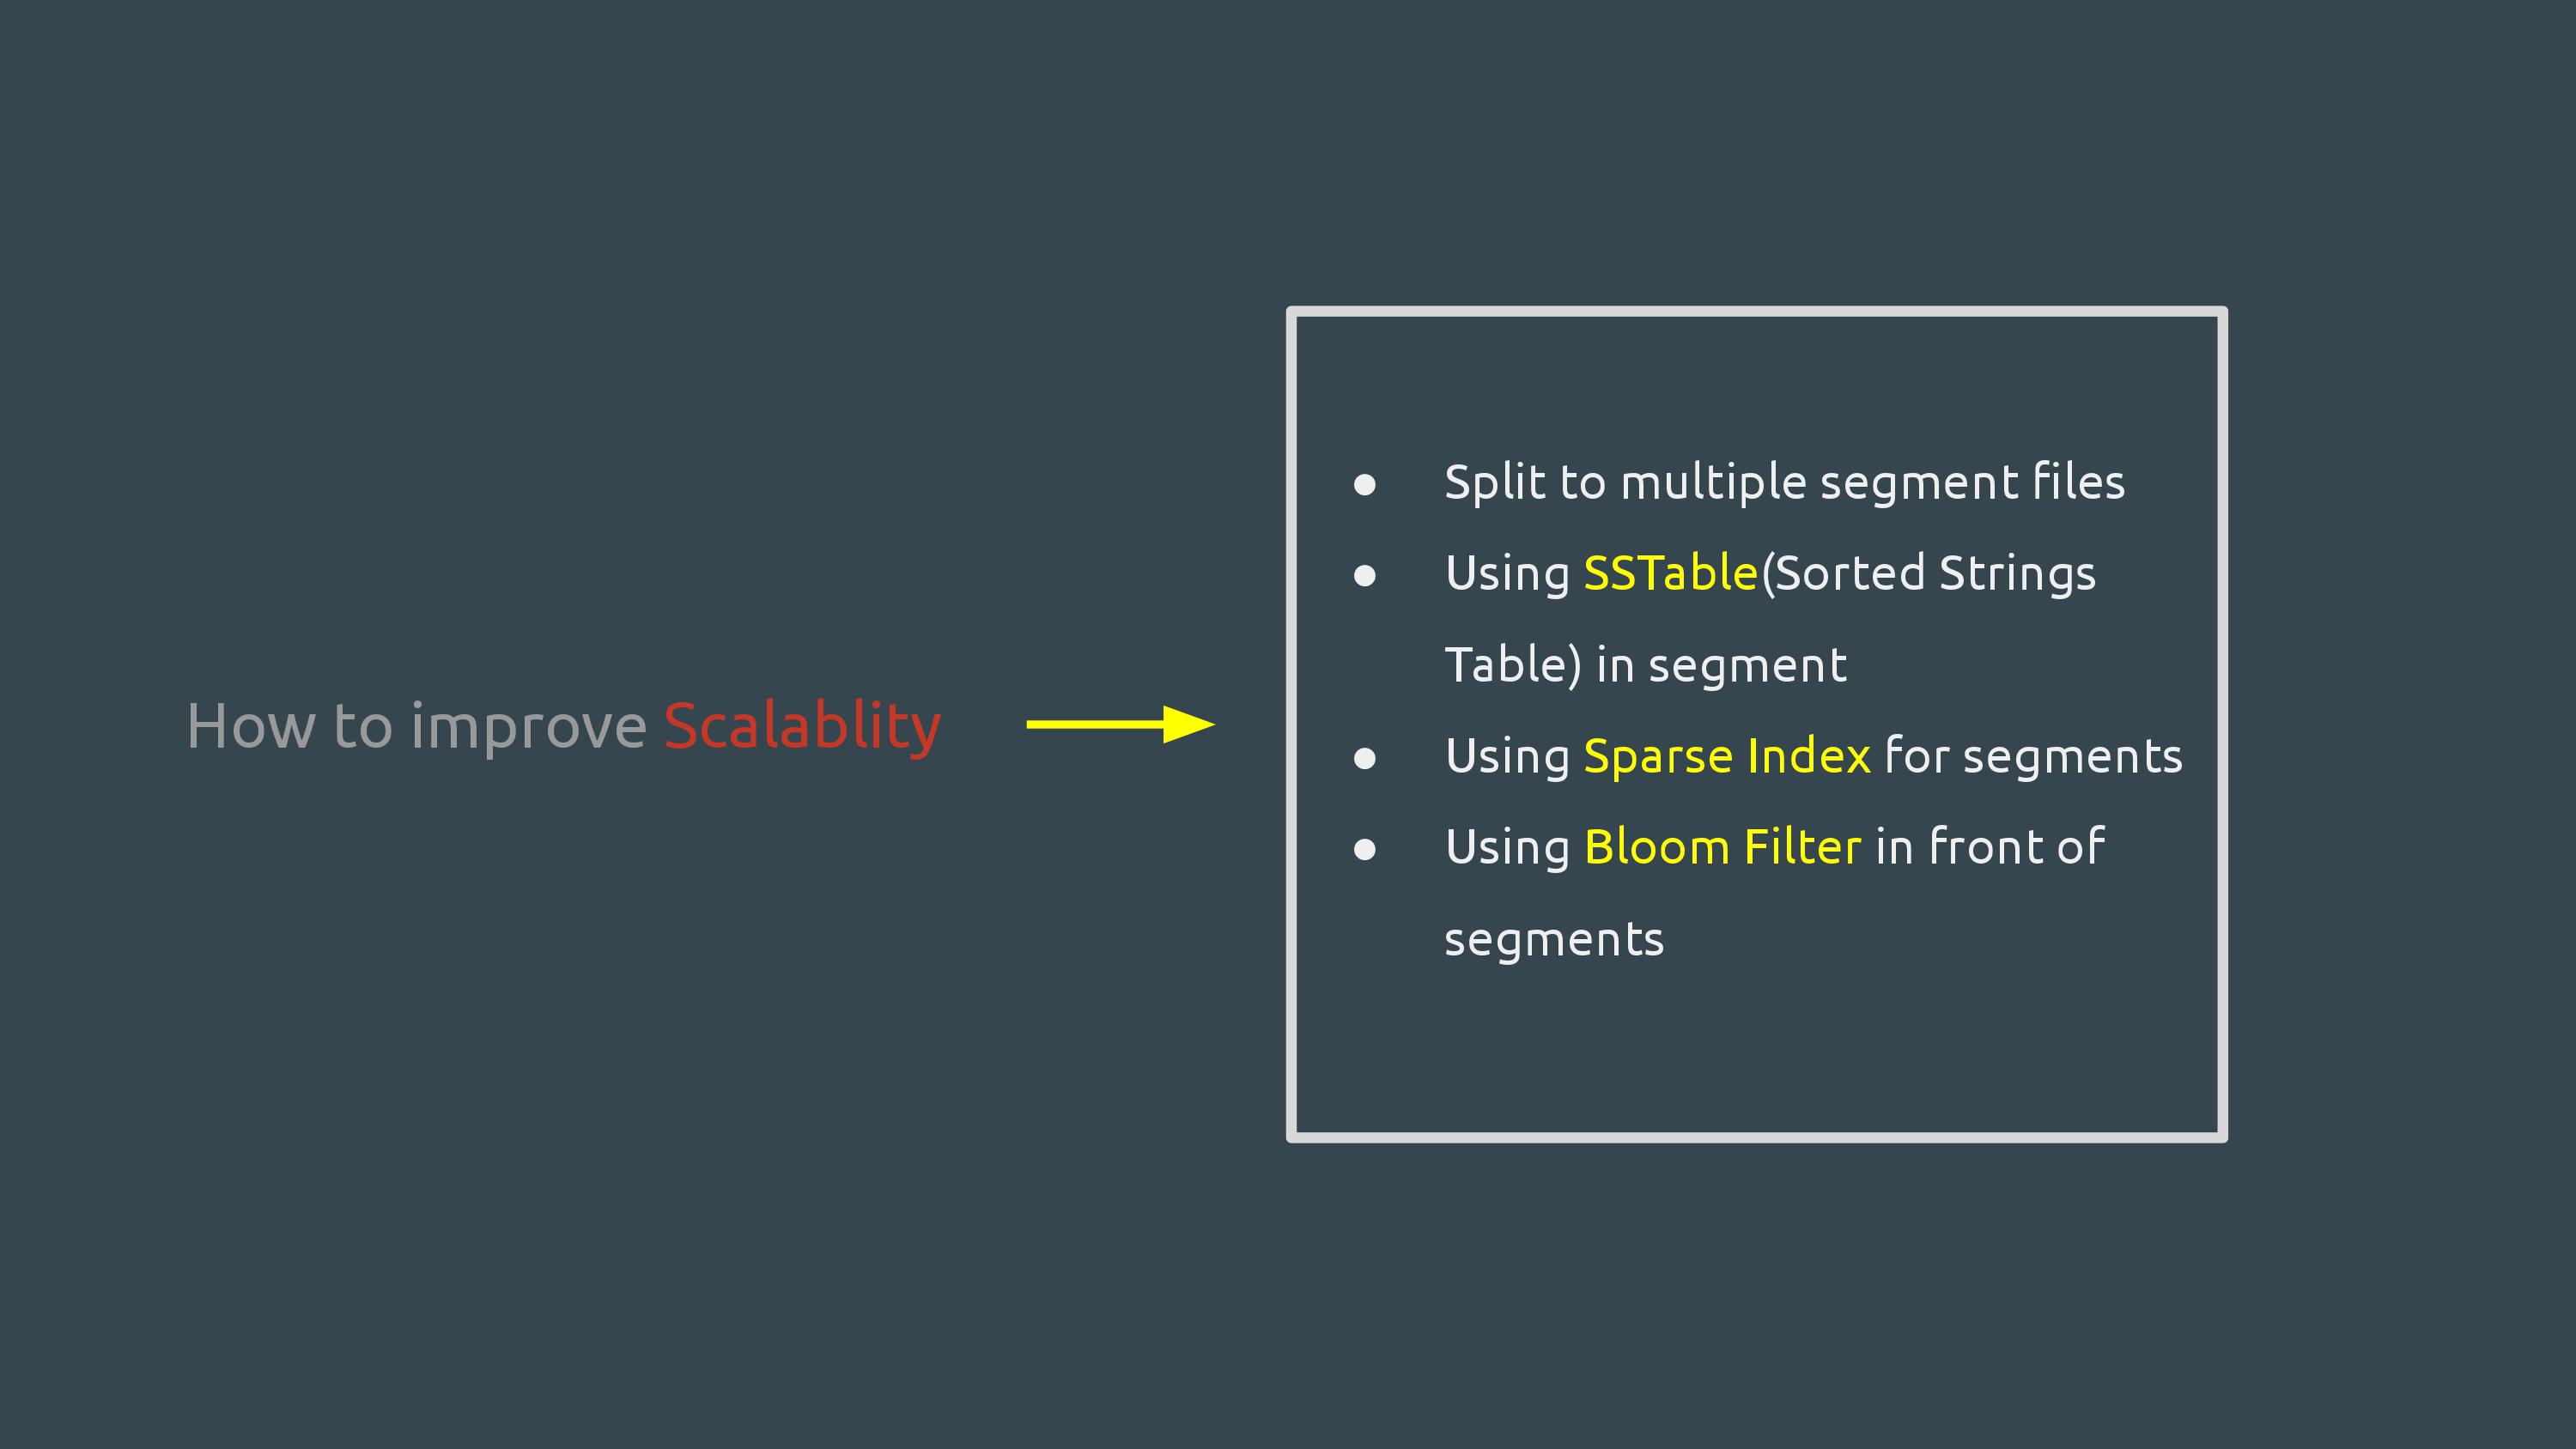 How to improve Scalablity
● Split to multiple segment files
● Using SSTable(Sorted Strings
Table) in segment
● Using Sparse Index for segments
● Using Bloom Filter in front of
segments